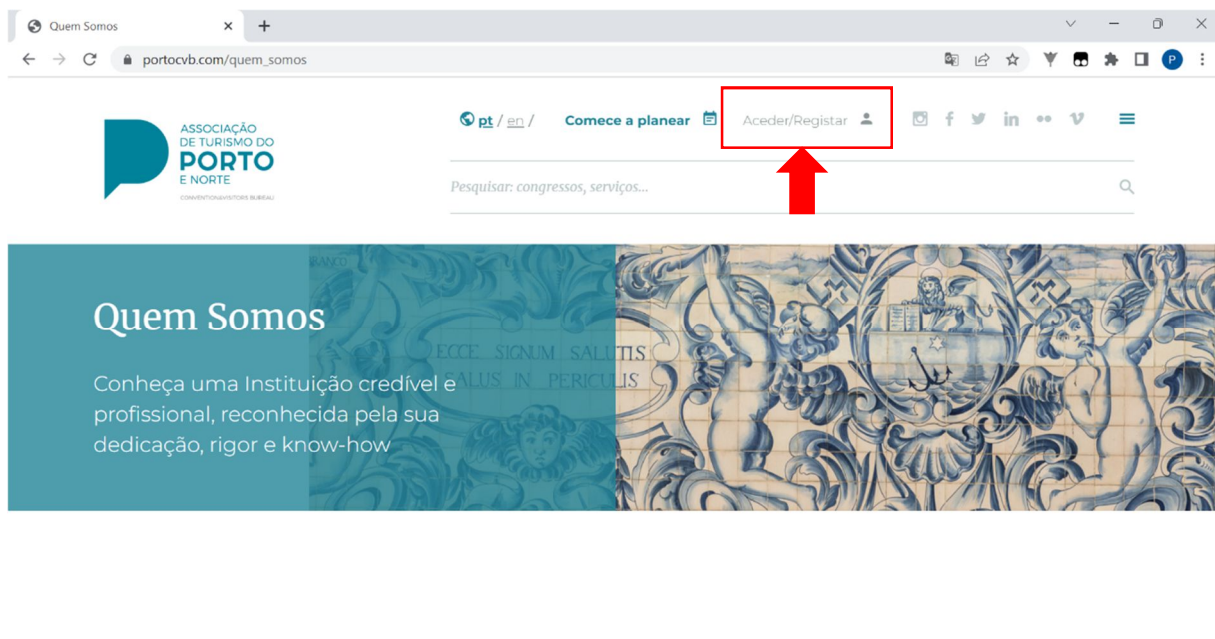 Quem Somos
portocvb.com/quem_somos
P
ASSOCIAÇÃO
DE TURISMO DO
PORTO
E NORTE
CONVENTION&VISITORS BUREAU
pt / en /
Comece a planear
Aceder/Registar
Pesquisar: congressos, serviços...
Quem Somos
Conheça uma Instituição credível e
profissional, reconhecida pela sua
dedicação, rigor e know-how
ECCE SIGNUM SALUTIS
SALUS IN PERICULIS